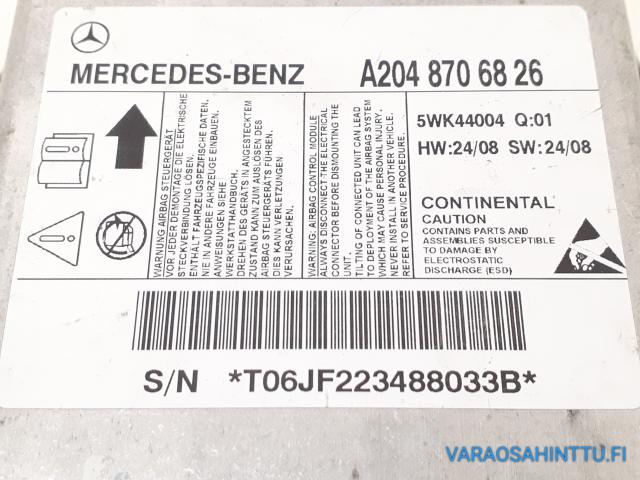 MERCEDES-BENZ
A204 870 68 26
5WK44004 Q:01
HW:24/08 SW:24/08
WARNUNG AIRBAG STEUERGERÄT
VOR JEDER DEMONTAGE DIE ELEKTRISCHE
STECKVERBINDUNG LÖSEN.
ENTHÄLT FAHRZEUGSPEZIFISCHE DATEN.
NIE IN ANDERE FAHRZEUGE EINBAUEN.
ANWEISUNGEN SIEHE
WERKSTATTHANDBUCH.
DREHEN DES GERÄTS IN ANGESTECKTEM
ZUSTAND KANN ZUM AUSLÖSEN DES
AIRBAG STEUERGERÄTS FÜHREN.
DIES KANN VERLETZUNGEN
VERURSACHEN.
WARNING: AIRBAG CONTROL MODULE
ALWAYS DISCONNECT THE ELECTRICAL
CONNECTOR BEFORE DISMOUNTING THE
UNIT.
TILTING OF CONNECTED UNIT CAN LEAD
TO DEPLOYMENT OF THE AIRBAG SYSTEM
WHICH MAY CAUSE PERSONAL INJURY.
NEVER INSTALL IN ANOTHER VEHICLE.
REFER TO SERVICE PROCEDURE.
CONTINENTAL
CAUTION
CONTAINS PARTS AND
ASSEMBLIES SUSCEPTIBLE
TO DAMAGE BY
ELECTROSTATIC
DISCHARGE (ESD)
S/N *T06JF223488033B*
VARAOSAHINTTU.FI